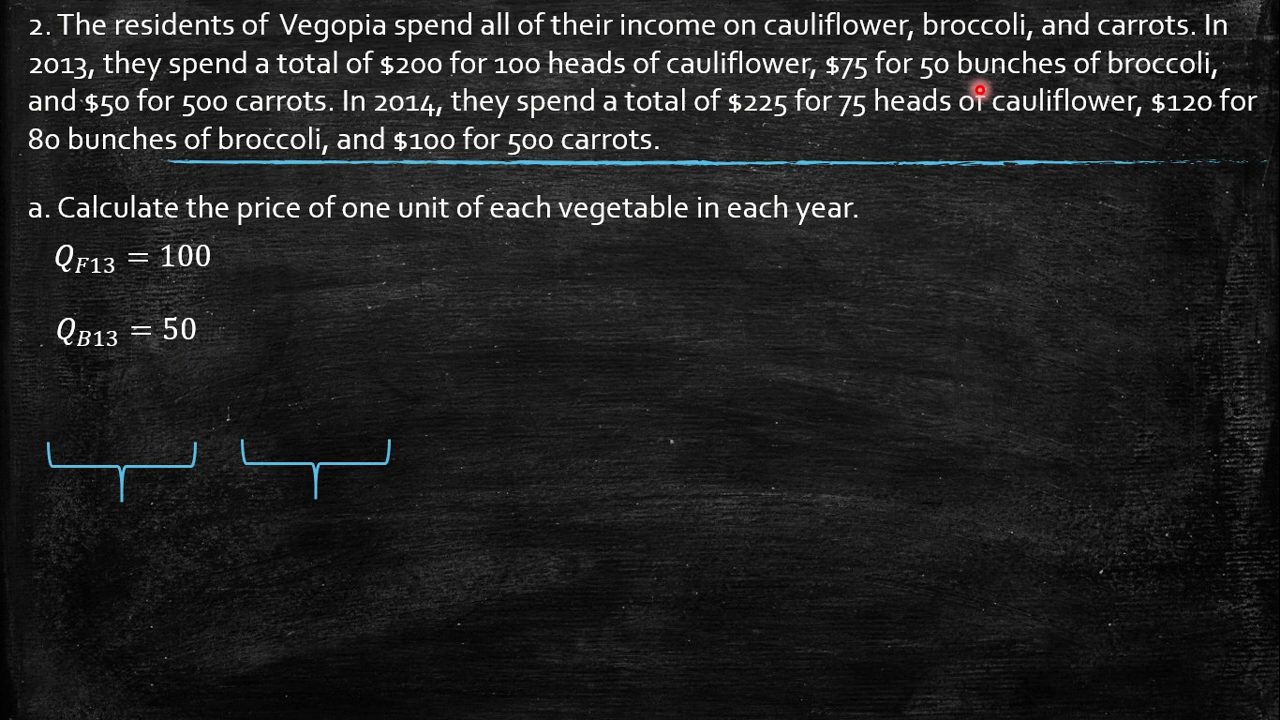 2. The residents of Vegopia spend all of their income on cauliflower, broccoli, and carrots. In
2013, they spend a total of $200 for 100 heads of cauliflower, $75 for 50 bunches of broccoli,
and $50 for 500 carrots. In 2014, they spend a total of $225 for 75 heads of cauliflower, $120 for
80 bunches of broccoli, and $100 for 500 carrots.
a. Calculate the price of one unit of each vegetable in each year.
Q_{F13} = 100
Q_{B13} = 50